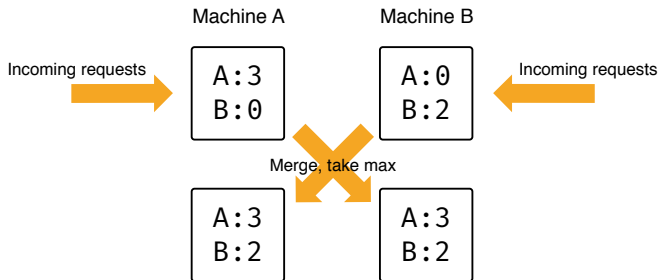 Machine A
Machine B
Incoming requests
A:3
B:0
A:0
B:2
Incoming requests
Merge, take max
A:3
B:2
A:3
B:2